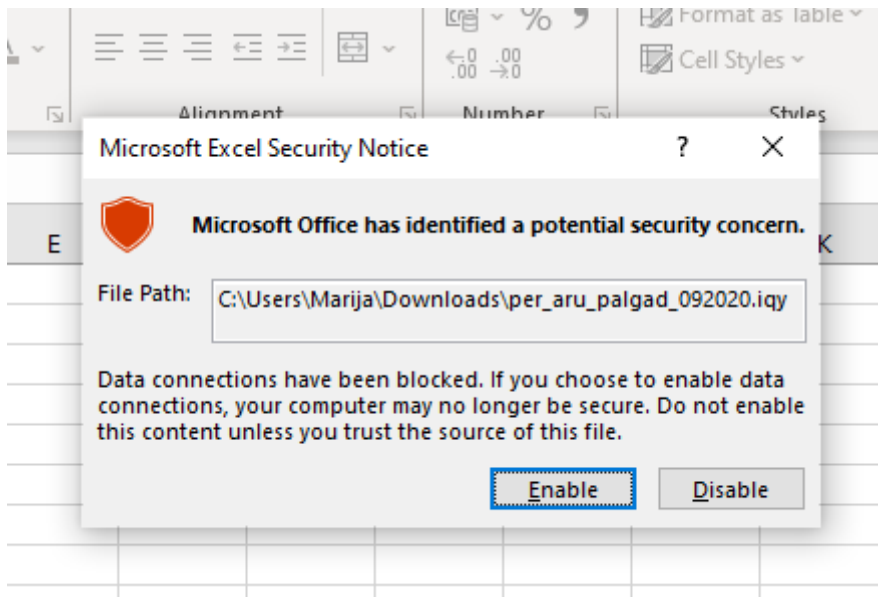 % 9 Format as Table
.00 .00 Cell Styles
Alignment Number Styles
Microsoft Excel Security Notice ? X
Microsoft Office has identified a potential security concern.
E K
File Path: C:\Users\Marija\Downloads\per_aru_palgad_092020.iqy
Data connections have been blocked. If you choose to enable data
connections, your computer may no longer be secure. Do not enable
this content unless you trust the source of this file.
Enable Disable